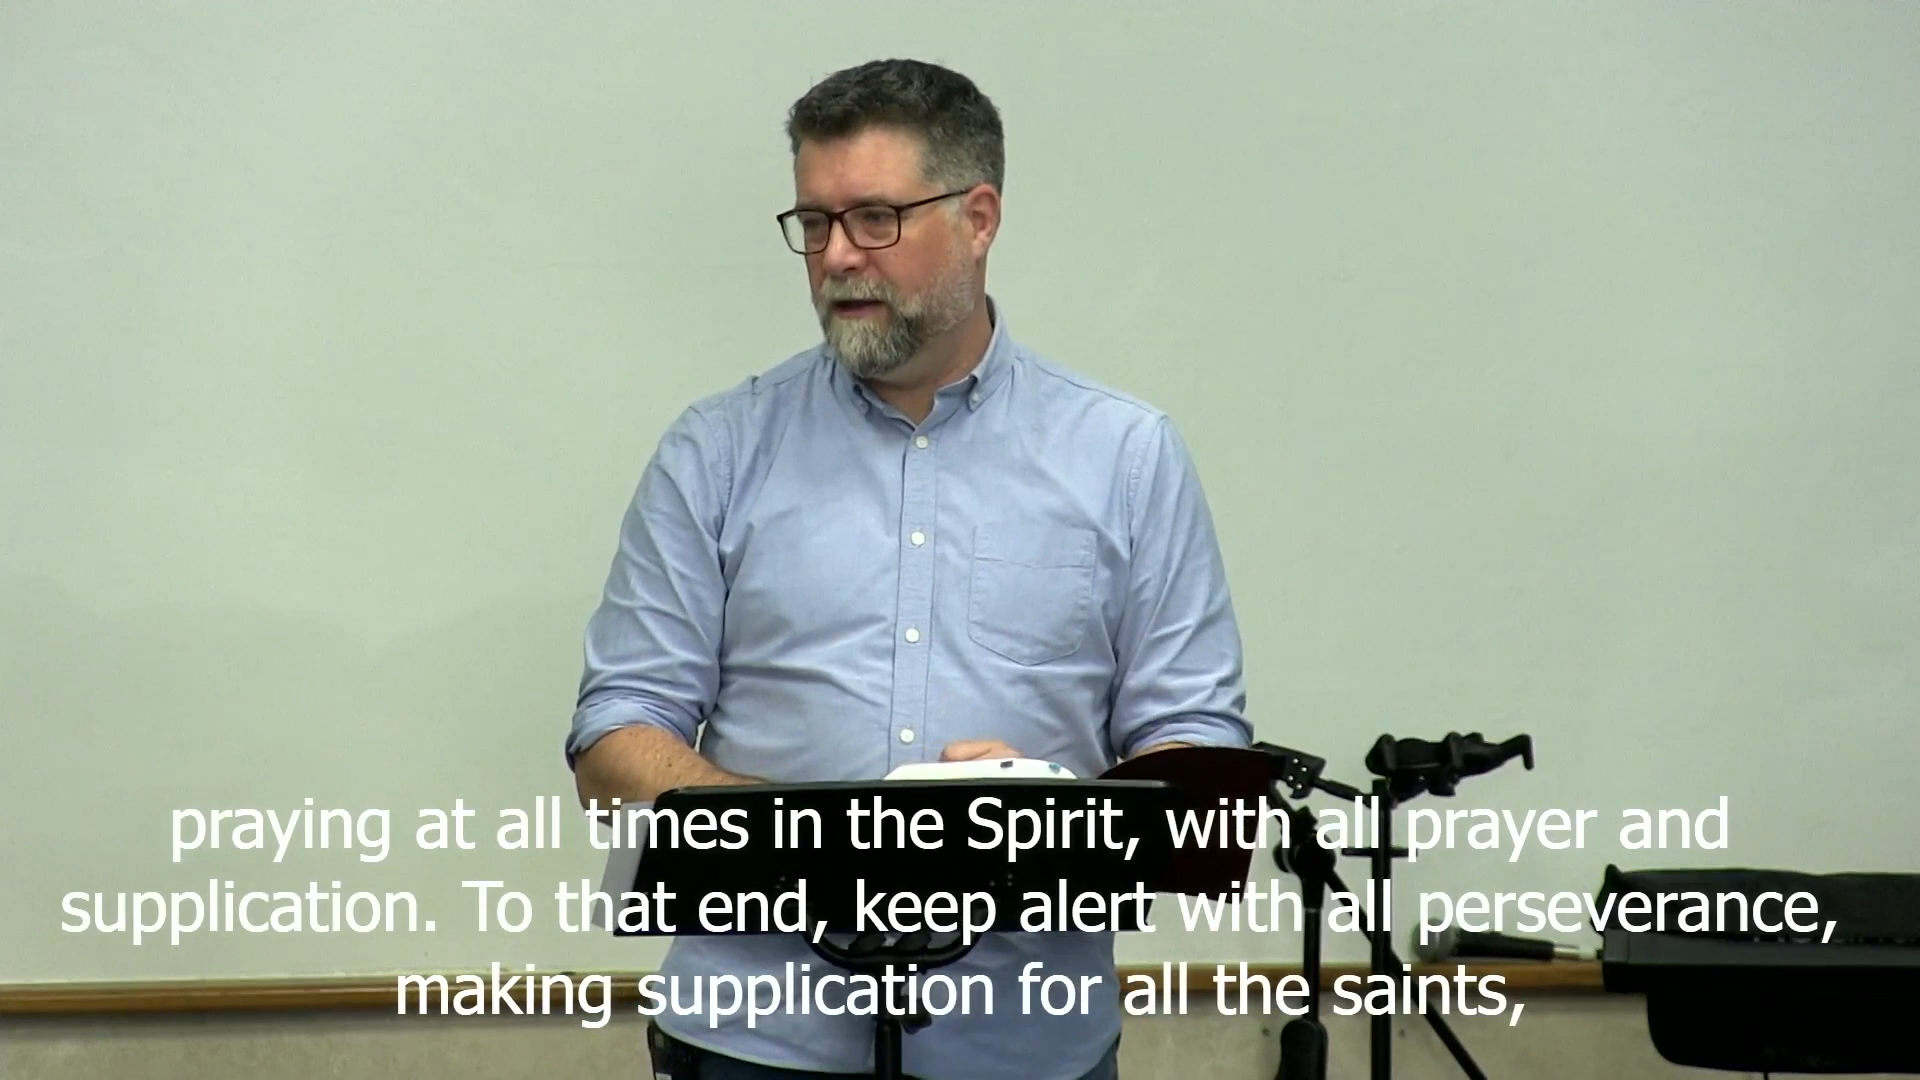 praying at all times in the Spirit, with all prayer and
supplication. To that end, keep alert with all perseverance,
making supplication for all the saints,